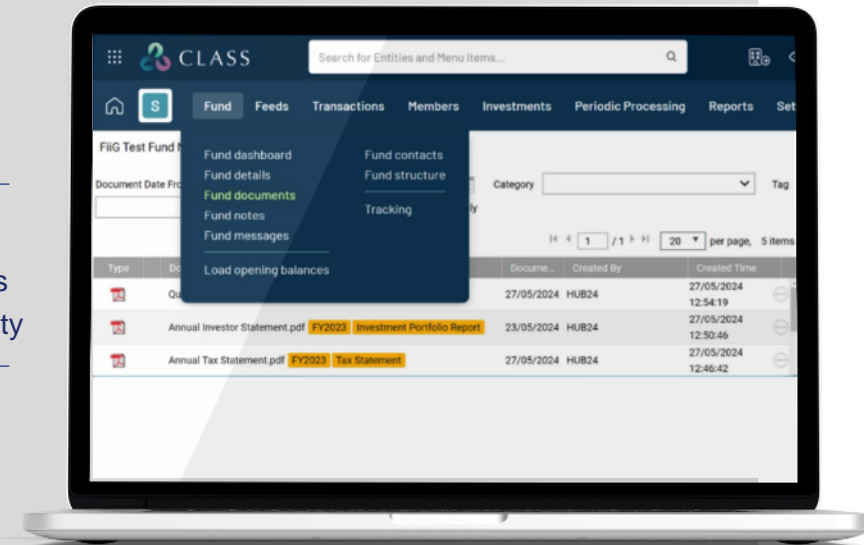 CLASS
Search for Entities and Menu items...
S
Fund Feeds Transactions Members Investments Periodic Processing Reports
FiiG Test Fund
Fund dashboard
Fund details
Fund documents
Fund notes
Fund messages
Load opening balances
Fund contacts
Fund structure
Tracking
Document Date
Category
Tag
1 / 1 20 per page, 5 items
Type Docume... Created By Created Time
27/05/2024 HUB24 27/05/2024 12:54:19
Annual Investor Statement.pdf FY2023 Investment Portfolio Report 23/05/2024 HUB24 27/05/2024 12:50:46
Annual Tax Statement.pdf FY2023 Tax Statement 27/05/2024 HUB24 27/05/2024 12:46:42